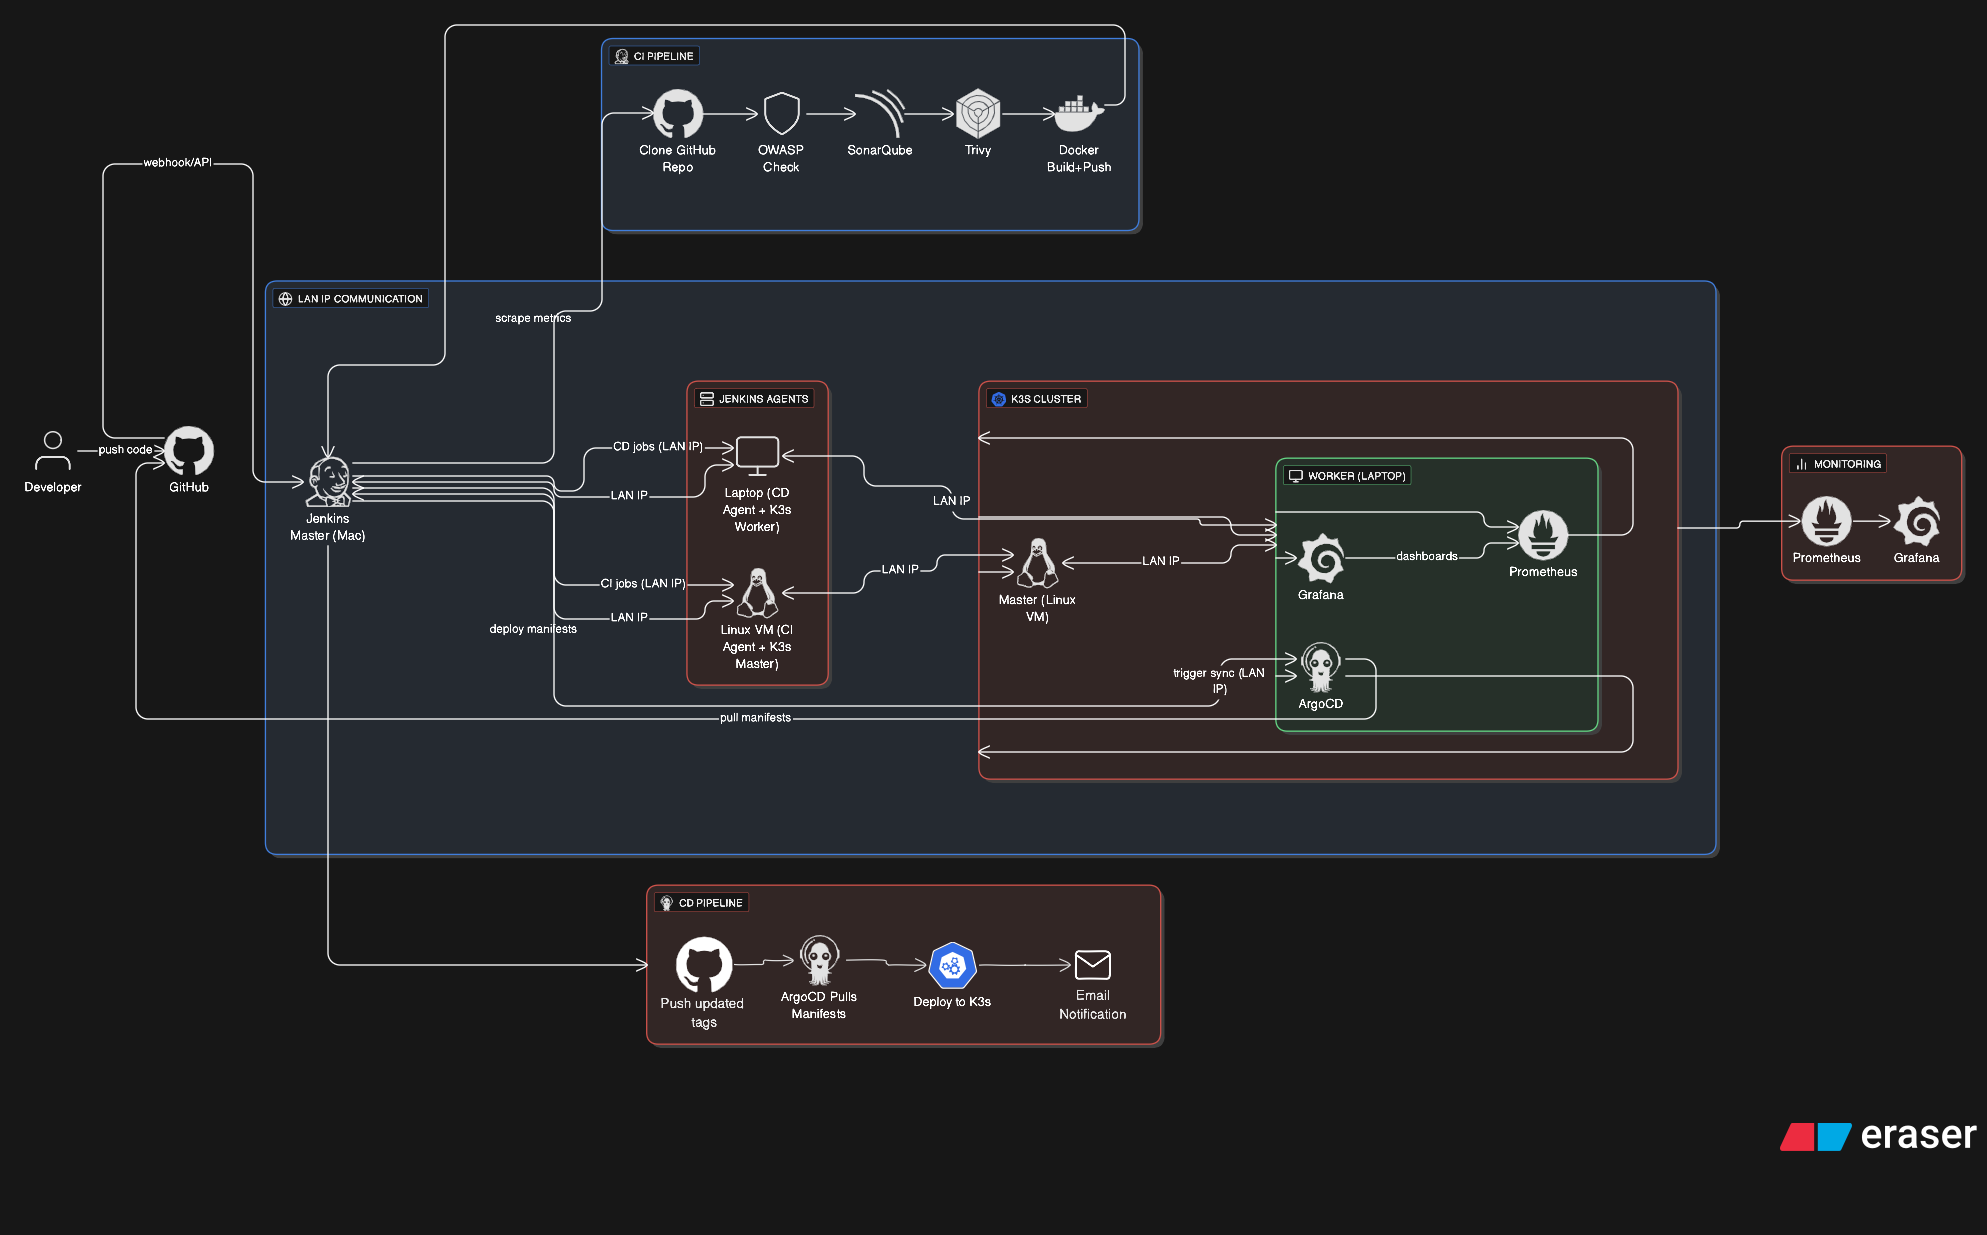 CI PIPELINE
Clone GitHub
Repo
OWASP
Check
SonarQube
Trivy
Docker
Build+Push
webhook/API
LAN IP COMMUNICATION
scrape metrics
JENKINS AGENTS
K3S CLUSTER
push code
Developer
GitHub
Jenkins
Master (Mac)
CD jobs (LAN IP)
LAN IP
Laptop (CD
Agent + K3s
Worker)
CI jobs (LAN IP)
LAN IP
Linux VM (CI
Agent + K3s
Master)
deploy manifests
LAN IP
LAN IP
Master (Linux
VM)
LAN IP
WORKER (LAPTOP)
Grafana
dashboards
Prometheus
trigger sync (LAN
IP)
ArgoCD
pull manifests
MONITORING
Prometheus
Grafana
CD PIPELINE
Push updated
tags
ArgoCD Pulls
Manifests
Deploy to K3s
Email
Notification
eraser